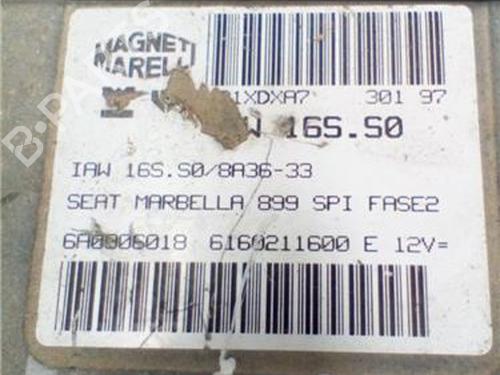 MAGNETI
MARELLI
1XDXA7 301 97
W 16S.S0
IAW 16S.S0/8A36-33
SEAT MARBELLA 899 SPI FASE2
6A0906018 6160211600 E 12V=